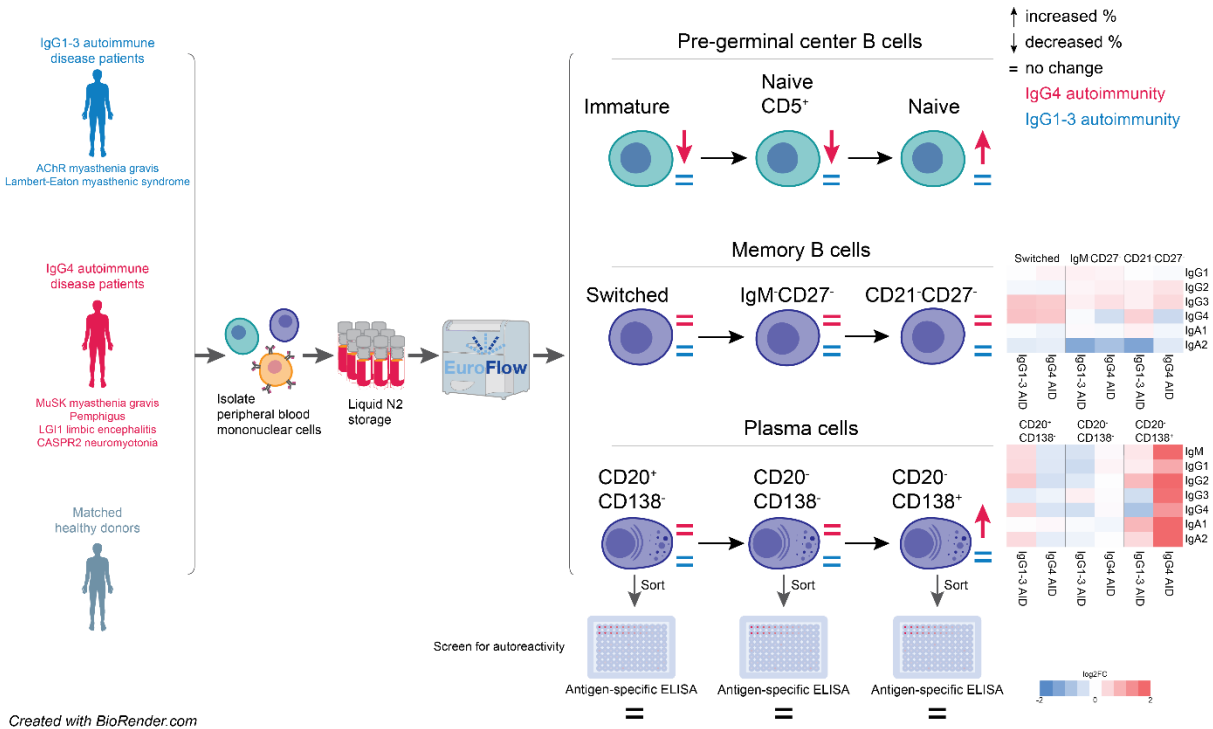 IgG1-3 autoimmune
disease patients
AChR myasthenia gravis
Lambert-Eaton myasthenic syndrome
IgG4 autoimmune
disease patients
MuSK myasthenia gravis
Pemphigus
LGI1 limbic encephalitis
CASPR2 neuromyotonia
Matched
healthy donors
Isolate
peripheral blood
mononuclear cells
Liquid N2
storage
EuroFlow
↑ increased %
↓ decreased %
= no change
IgG4 autoimmunity
IgG1-3 autoimmunity
Pre-germinal center B cells
Immature
Naive
CD5⁺
Naive
↓ ↓ ↑
= = =
Memory B cells
Switched
IgM⁻CD27⁻
CD21⁻CD27⁻
= = =
= = =
Switched IgM⁻CD27⁻ CD21⁻CD27⁻
IgG1
IgG2
IgG3
IgG4
IgA1
IgA2
IgG1-3 AID
IgG4 AID
IgG1-3 AID
IgG4 AID
IgG1-3 AID
IgG4 AID
Plasma cells
CD20⁺
CD138⁻
CD20⁻
CD138⁻
CD20⁻
CD138⁺
= = ↑
= = =
CD20⁺
CD138⁻
CD20⁻
CD138⁻
CD20⁻
CD138⁺
IgM
IgG1
IgG2
IgG3
IgG4
IgA1
IgA2
IgG1-3 AID
IgG4 AID
IgG1-3 AID
IgG4 AID
IgG1-3 AID
IgG4 AID
Sort
Sort
Sort
Screen for autoreactivity
Antigen-specific ELISA
Antigen-specific ELISA
Antigen-specific ELISA
= = =
log2FC
-2 0 2
Created with BioRender.com